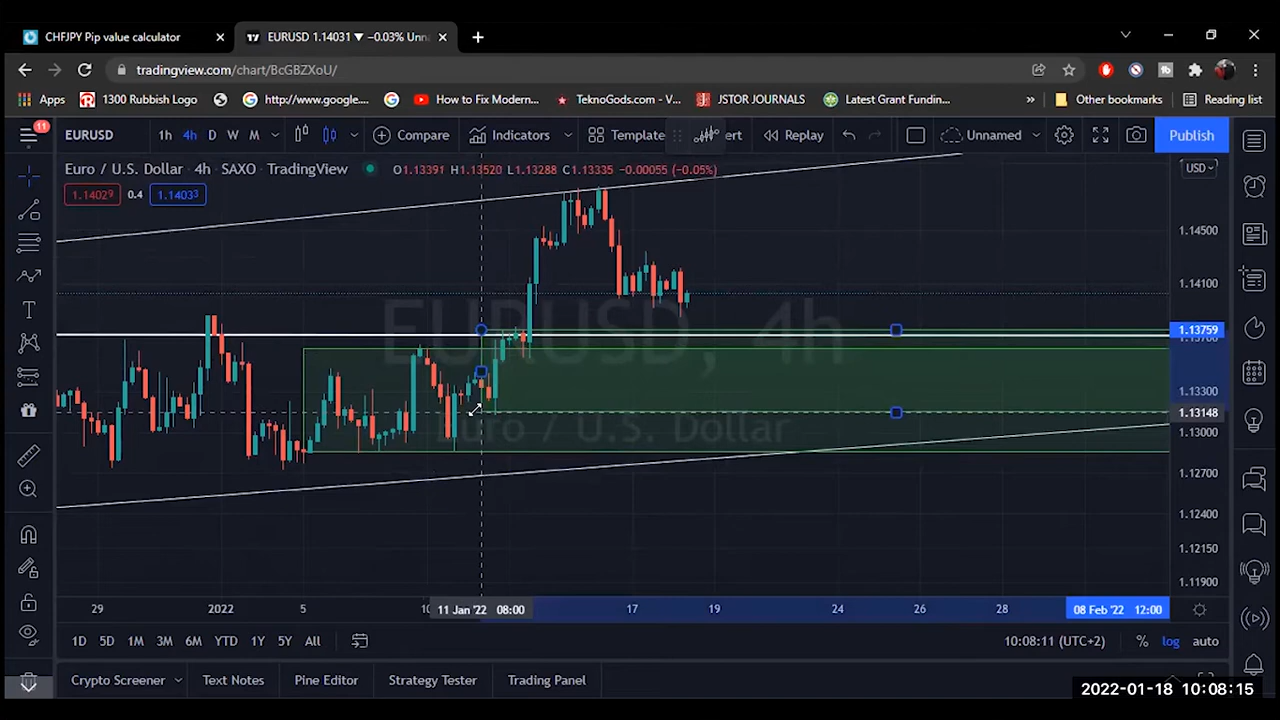 CHFJPY Pip value calculator
EURUSD 1.14031 ▼ −0.03% Unn
tradingview.com/chart/BcGBZXoU/
Apps 1300 Rubbish Logo http://www.google.... How to Fix Modern... TeknoGods.com - V... JSTOR JOURNALS Latest Grant Fundin... » Other bookmarks Reading list
11 EURUSD 1h 4h D W M Compare Indicators Template ert Replay Unnamed Publish
Euro / U.S. Dollar · 4h · SAXO · TradingView O1.13391 H1.13520 L1.13288 C1.13335 −0.00055 (−0.05%) USD
1.14029 0.4 1.14033
1.14500
1.14100
EURUSD, 4h
1.13759
1.13300
1.13148
Euro / U.S. Dollar
1.13000
1.12700
1.12400
1.12150
1.11900
29 2022 5 10 11 Jan '22 08:00 17 19 24 26 28 08 Feb '22 12:00
1D 5D 1M 3M 6M YTD 1Y 5Y All 10:08:11 (UTC+2) % log auto
Crypto Screener Text Notes Pine Editor Strategy Tester Trading Panel
2022-01-18 10:08:15